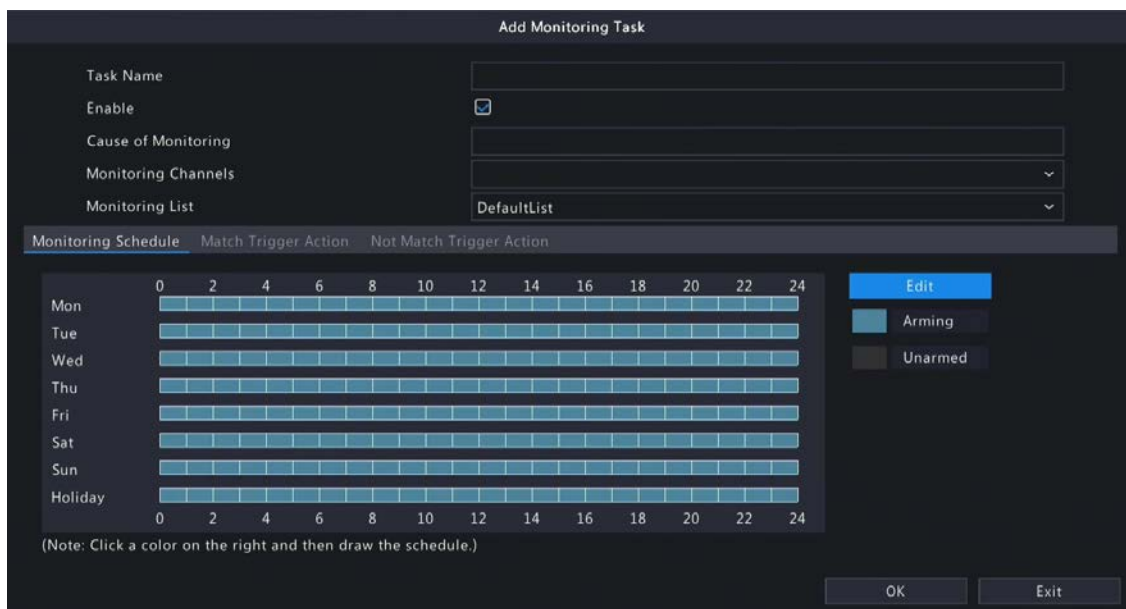 Add Monitoring Task
Task Name
Enable
Cause of Monitoring
Monitoring Channels
Monitoring List DefaultList
Monitoring Schedule Match Trigger Action Not Match Trigger Action
0 2 4 6 8 10 12 14 16 18 20 22 24 Edit
Mon
Arming
Tue
Wed Unarmed
Thu
Fri
Sat
Sun
Holiday
0 2 4 6 8 10 12 14 16 18 20 22 24
(Note: Click a color on the right and then draw the schedule.)
OK Exit